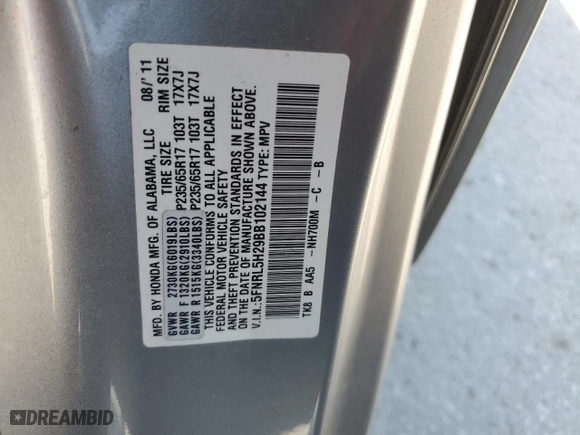 MFD. BY HONDA MFG. OF ALABAMA, LLC 08/'11
TIRE SIZE RIM SIZE
GVWR 2730KG(6019LBS)
GAWR F 1320KG(2910LBS) P235/65R17 103T 17X7J
GAWR R 1515KG(3340LBS) P235/65R17 103T 17X7J
THIS VEHICLE CONFORMS TO ALL APPLICABLE
FEDERAL MOTOR VEHICLE SAFETY
AND THEFT PREVENTION STANDARDS IN EFFECT
ON THE DATE OF MANUFACTURE SHOWN ABOVE.
V.I.N.: 5FNRL5H29BB102144 TYPE: MPV
TK8 B AA5 -NH700M -C -B
DREAMBID